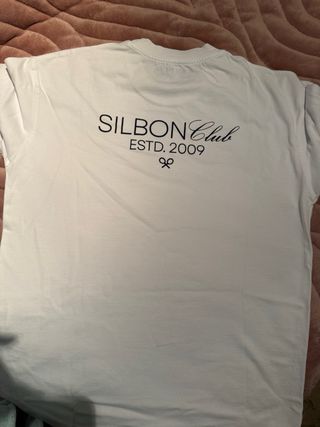 SILBON Club
ESTD. 2009